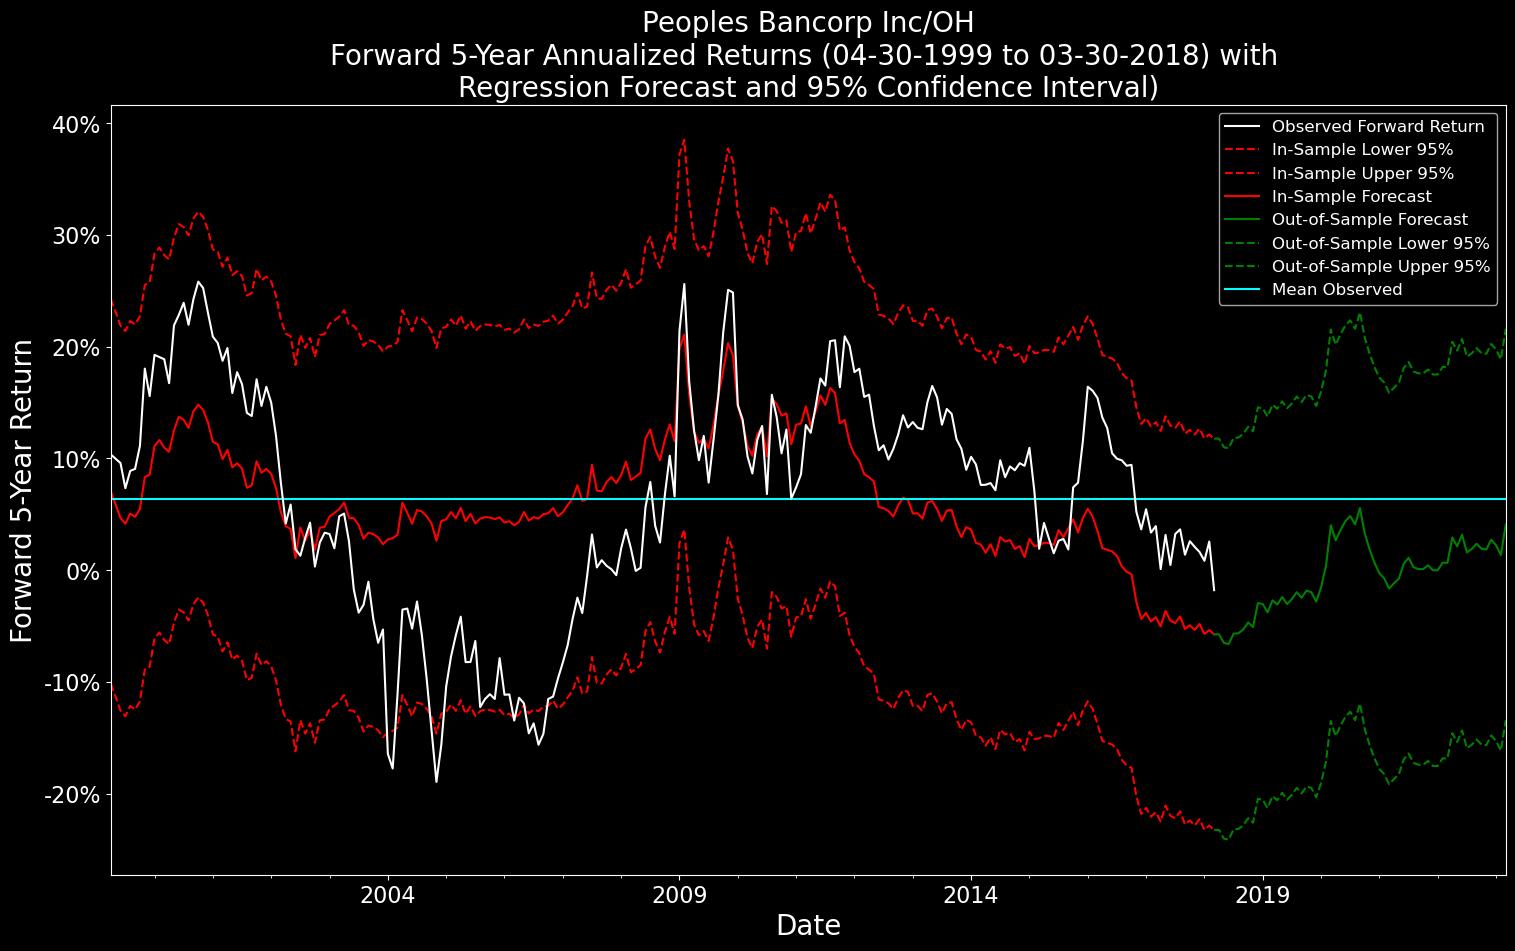 Peoples Bancorp Inc/OH
Forward 5-Year Annualized Returns (04-30-1999 to 03-30-2018) with
Regression Forecast and 95% Confidence Interval)
Observed Forward Return
In-Sample Lower 95%
In-Sample Upper 95%
In-Sample Forecast
Out-of-Sample Forecast
Out-of-Sample Lower 95%
Out-of-Sample Upper 95%
Mean Observed
Forward 5-Year Return
40%
30%
20%
10%
0%
-10%
-20%
2004
2009
2014
2019
Date